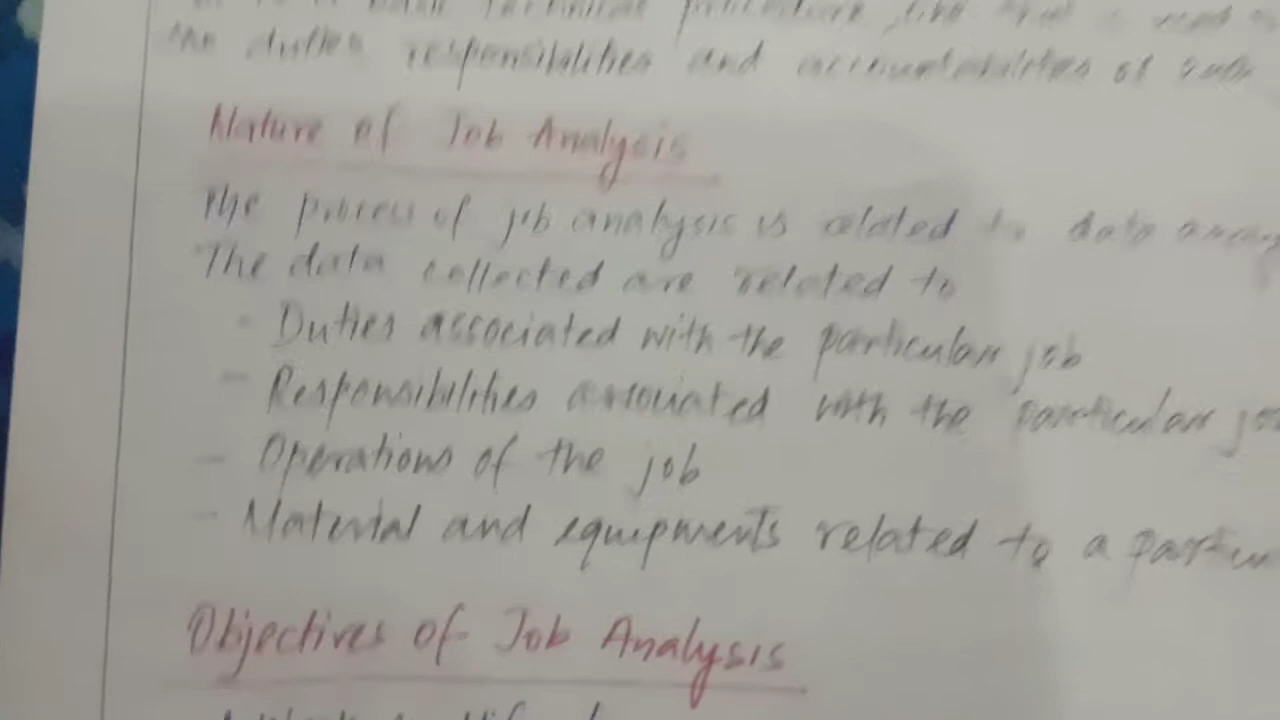 the duties responsibilities and accountabilities of
Nature of Job Analysis
The process of job analysis is related to data
The data collected are related to
Duties associated with the particular job
- Responsibilities associated with the particular
- Operations of the job
- Material and equipments related to a
Objectives of Job Analysis